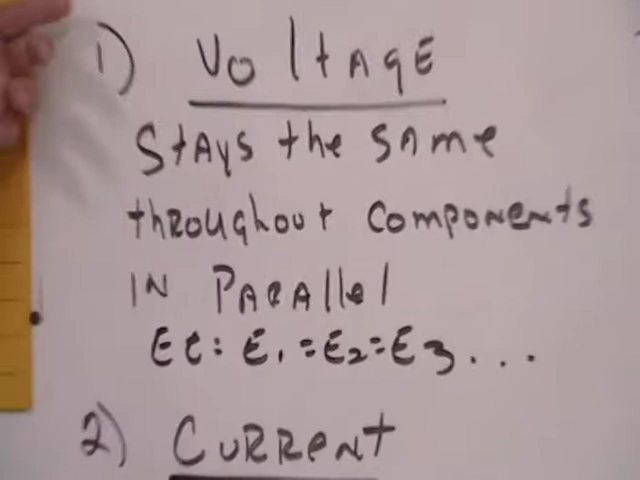 1) VoltAgE
StAys the SAme
throughout components
IN PARAllel
Et = E1 = E2 = E3...
2) CURRent